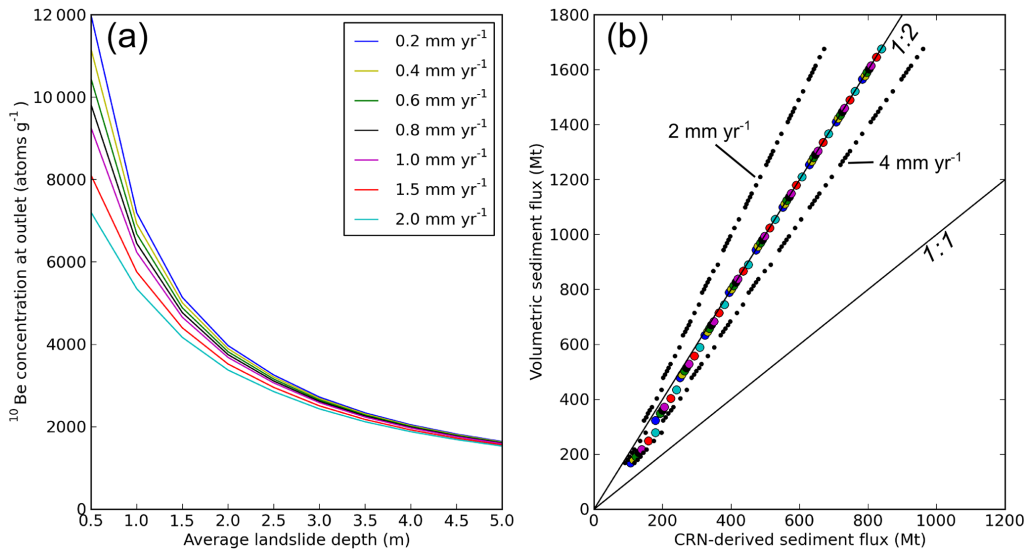 (a)
0.2 mm yr-1
0.4 mm yr-1
0.6 mm yr-1
0.8 mm yr-1
1.0 mm yr-1
1.5 mm yr-1
2.0 mm yr-1
10 Be concentration at outlet (atoms g-1)
12 000
10 000
8000
6000
4000
2000
0
0.5 1.0 1.5 2.0 2.5 3.0 3.5 4.0 4.5 5.0
Average landslide depth (m)
(b)
1:2
2 mm yr-1
4 mm yr-1
1:1
Volumetric sediment flux (Mt)
1800
1600
1400
1200
1000
800
600
400
200
0
0 200 400 600 800 1000 1200
CRN-derived sediment flux (Mt)